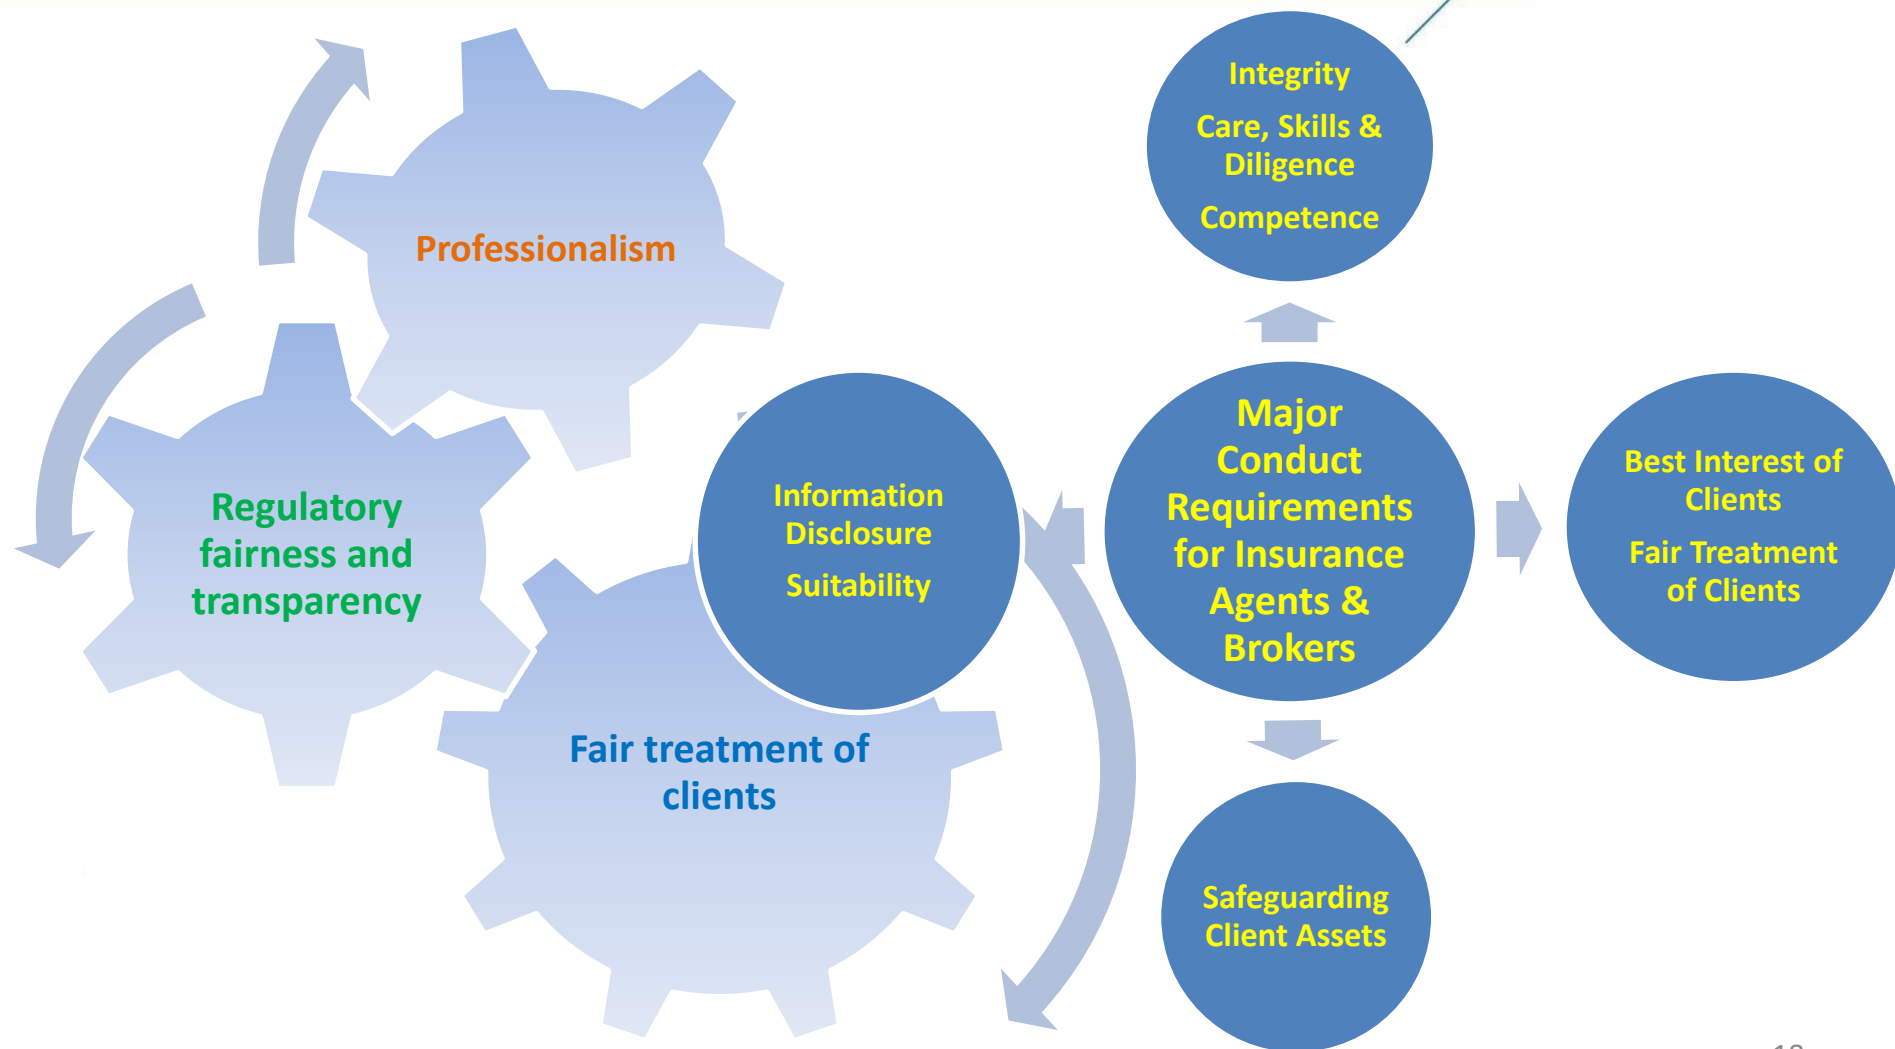 Professionalism
Regulatory
fairness and
transparency
Fair treatment of
clients
Information
Disclosure
Suitability
Integrity
Care, Skills &
Diligence
Competence
Major
Conduct
Requirements
for Insurance
Agents &
Brokers
Best Interest of
Clients
Fair Treatment
of Clients
Safeguarding
Client Assets